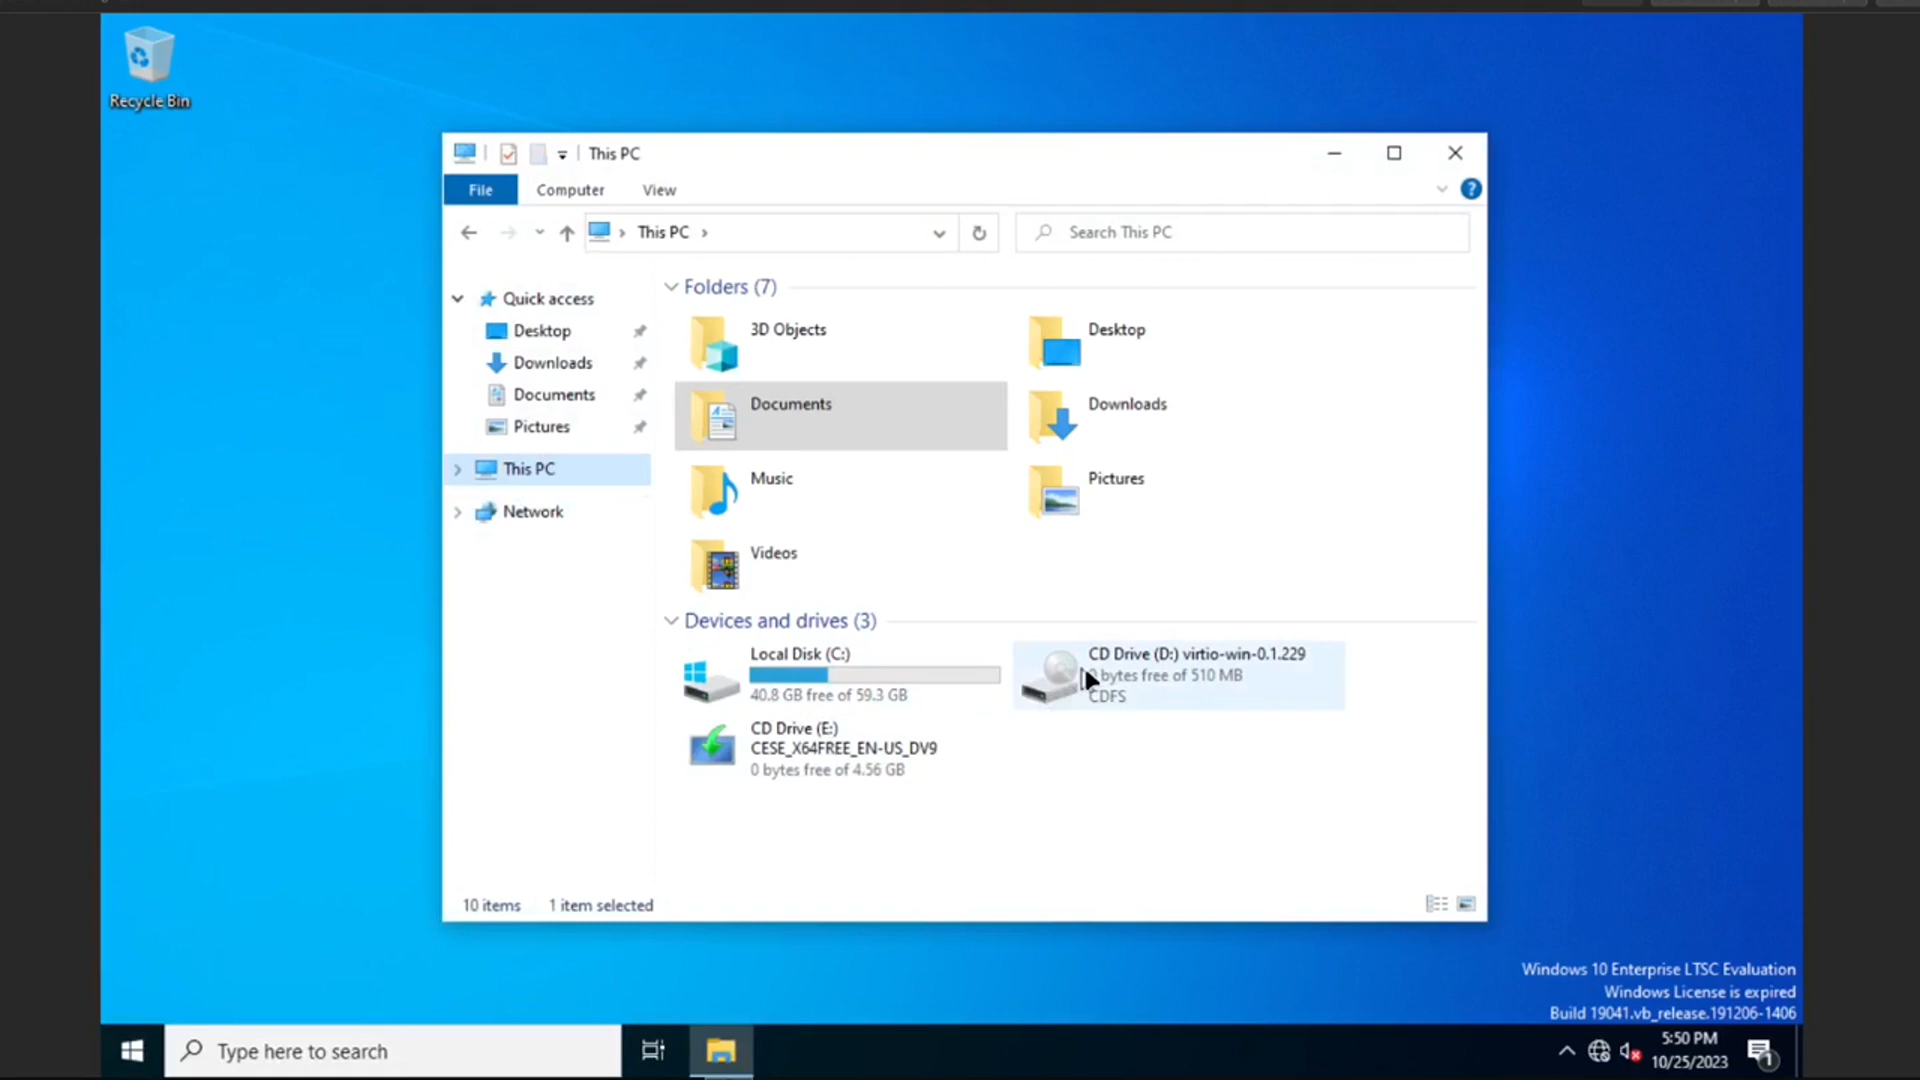 Recycle Bin
This PC
File
Computer
View
This PC
Search This PC
Quick access
Desktop
Downloads
Documents
Pictures
This PC
Network
Folders (7)
3D Objects
Desktop
Documents
Downloads
Music
Pictures
Videos
Devices and drives (3)
Local Disk (C:)
40.8 GB free of 59.3 GB
CD Drive (D:) virtio-win-0.1.229
bytes free of 510 MB
CDFS
CD Drive (E:)
CESE_X64FREE_EN-US_DV9
0 bytes free of 4.56 GB
10 items
1 item selected
Windows 10 Enterprise LTSC Evaluation
Windows License is expired
Build 19041.vb_release.191206-1406
Type here to search
5:50 PM
10/25/2023
1